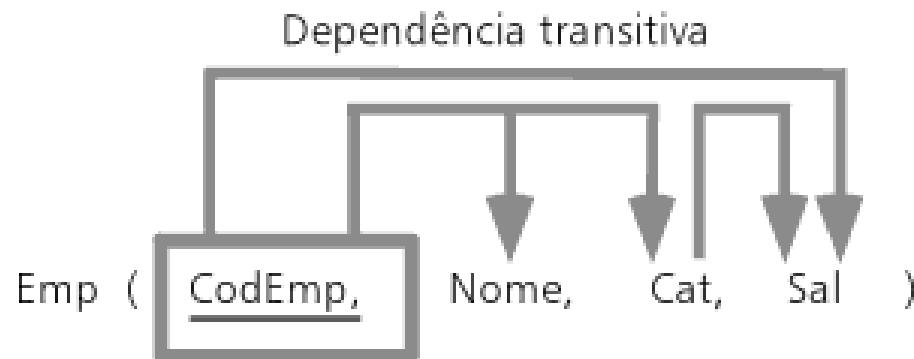 Dependência transitiva
Emp ( CodEmp, Nome, Cat, Sal )